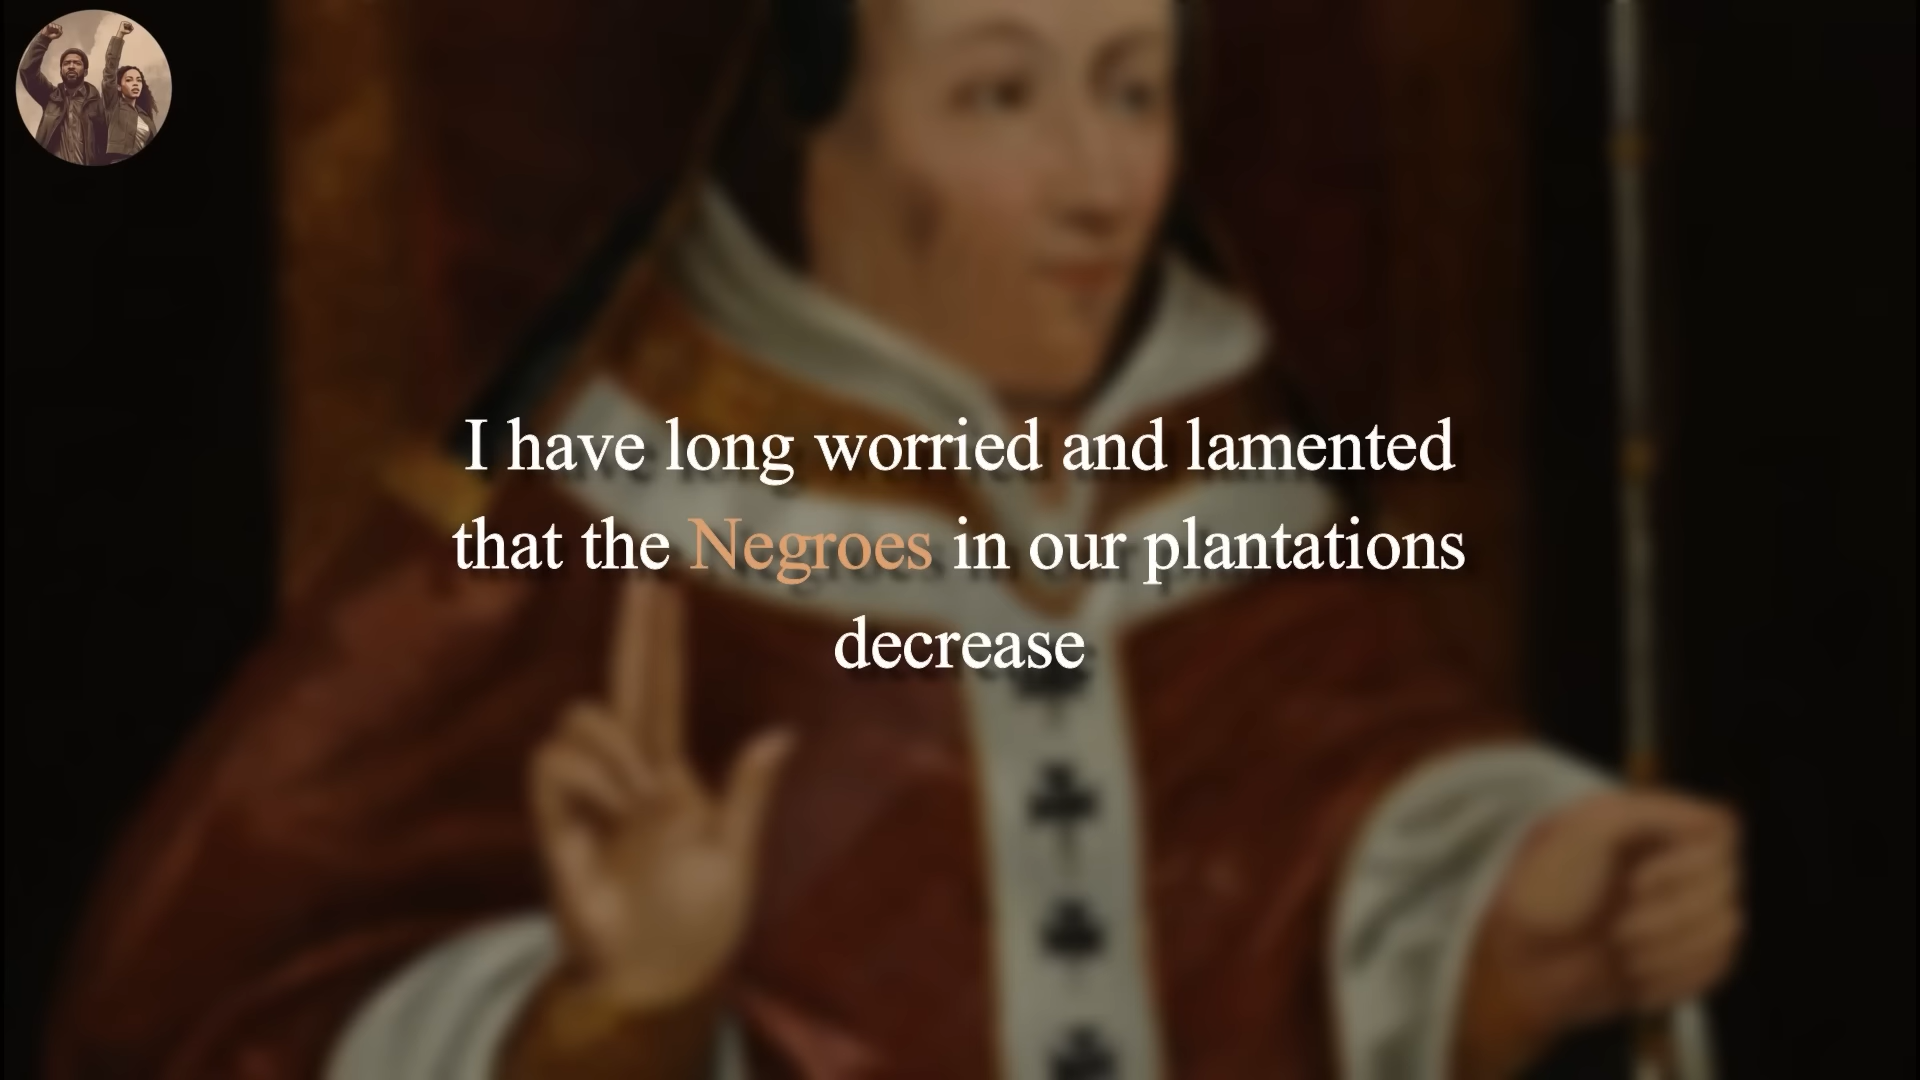 I have long worried and lamented
that the Negroes in our plantations
decrease